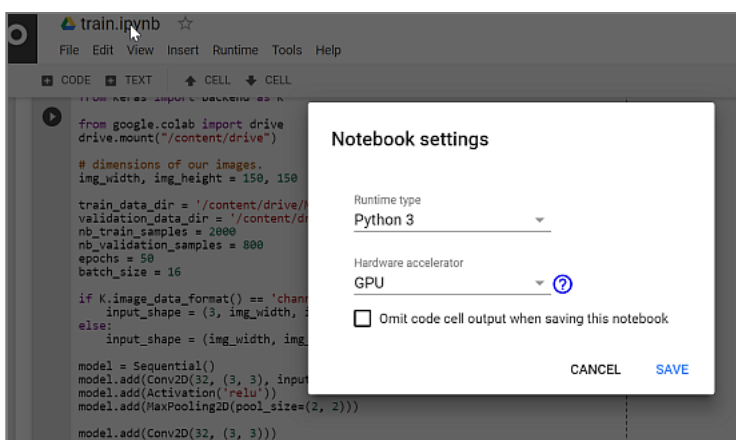 train.ipynb
File Edit View Insert Runtime Tools Help
CODE TEXT CELL CELL
from keras import backend as K
from google.colab import drive
drive.mount("/content/drive")
# dimensions of our images.
img_width, img_height = 150, 150
train_data_dir = '/content/drive/
validation_data_dir = '/content/dr
nb_train_samples = 2000
nb_validation_samples = 800
epochs = 50
batch_size = 16
if K.image_data_format() == 'chann
input_shape = (3, img_width, i
else:
input_shape = (img_width, img_
model = Sequential()
model.add(Conv2D(32, (3, 3), input
model.add(Activation('relu'))
model.add(MaxPooling2D(pool_size=(2, 2)))
model.add(Conv2D(32, (3, 3)))
Notebook settings
Runtime type
Python 3
Hardware accelerator
GPU
Omit code cell output when saving this notebook
CANCEL SAVE